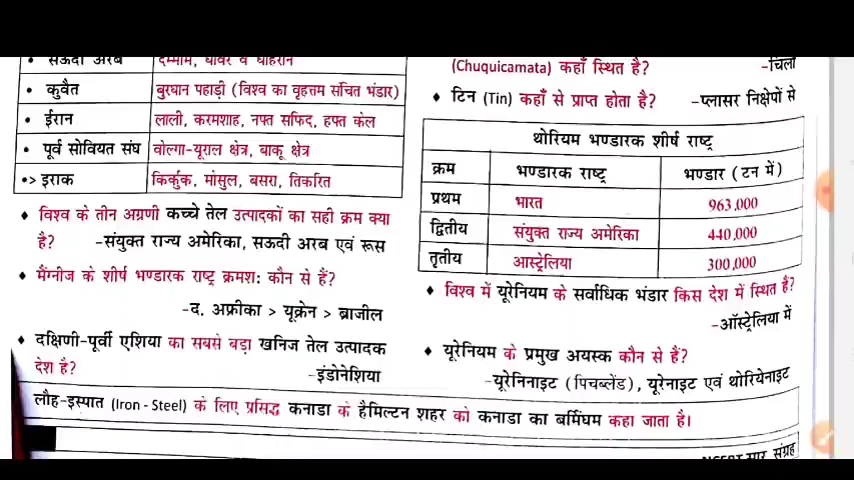 सऊदी अरब दम्माम, घावर व धाहरान
• कुवैत बुरघान पहाड़ी (विश्व का वृहत्तम संचित भंडार)
• ईरान लाली, करमशाह, नफ्त सफिद, हफ्त केल
• पूर्व सोवियत संघ वोल्गा-यूराल क्षेत्र, बाकू क्षेत्र
•> इराक किर्कुक, मोसुल, बसरा, तिकरित
♦ विश्व के तीन अग्रणी कच्चे तेल उत्पादकों का सही क्रम क्या
है? -संयुक्त राज्य अमेरिका, सऊदी अरब एवं रूस
♦ मैंग्नीज के शीर्ष भण्डारक राष्ट्र क्रमश: कौन से हैं?
-द. अफ्रीका > यूक्रेन > ब्राजील
♦ दक्षिणी-पूर्वी एशिया का सबसे बड़ा खनिज तेल उत्पादक
देश है? -इंडोनेशिया
(Chuquicamata) कहाँ स्थित है? -चिली
♦ टिन (Tin) कहाँ से प्राप्त होता है? -प्लासर निक्षेपों से
थोरियम भण्डारक शीर्ष राष्ट्र
क्रम भण्डारक राष्ट्र भण्डार (टन में)
प्रथम भारत 963,000
द्वितीय संयुक्त राज्य अमेरिका 440,000
तृतीय आस्ट्रेलिया 300,000
♦ विश्व में यूरेनियम के सर्वाधिक भंडार किस देश में स्थित है?
-ऑस्ट्रेलिया में
♦ यूरेनियम के प्रमुख अयस्क कौन से हैं?
-यूरेनिनाइट (पिचब्लेंड), यूरेनाइट एवं थोरियेनाइट
लौह-इस्पात (Iron - Steel) के लिए प्रसिद्ध कनाडा के हैमिल्टन शहर को कनाडा का बर्मिंघम कहा जाता है।
NCERT सार संग्रह